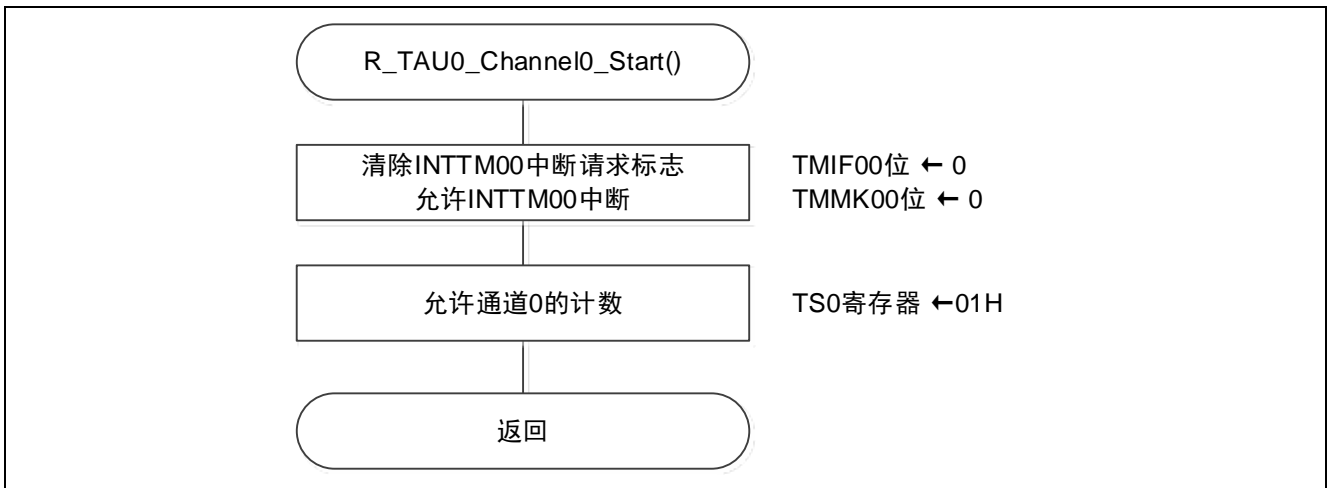 R_TAU0_Channel0_Start()
清除INTTM00中断请求标志
允许INTTM00中断
TMIF00位 ← 0
TMMK00位 ← 0
允许通道0的计数
TS0寄存器 ←01H
返回